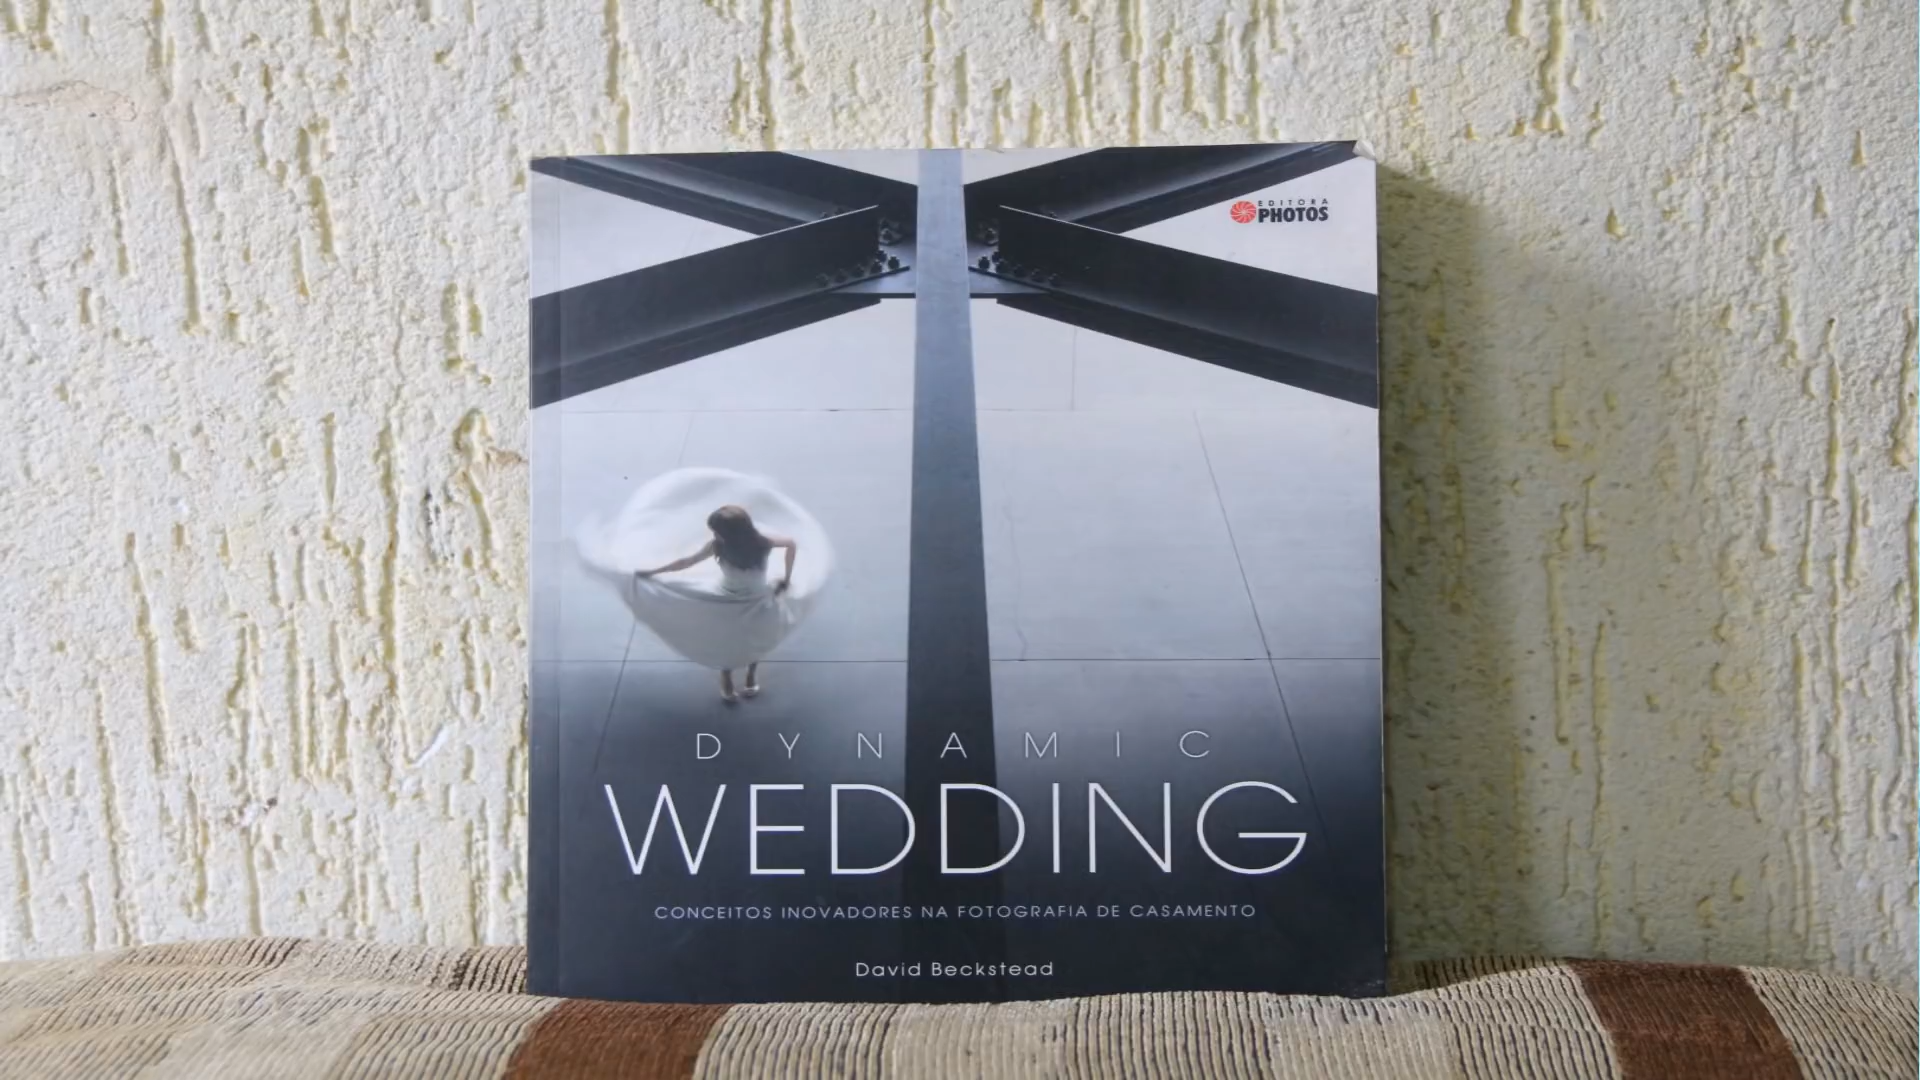 EDITORA
PHOTOS
DYNAMIC
WEDDING
CONCEITOS INOVADORES NA FOTOGRAFIA DE CASAMENTO
David Beckstead